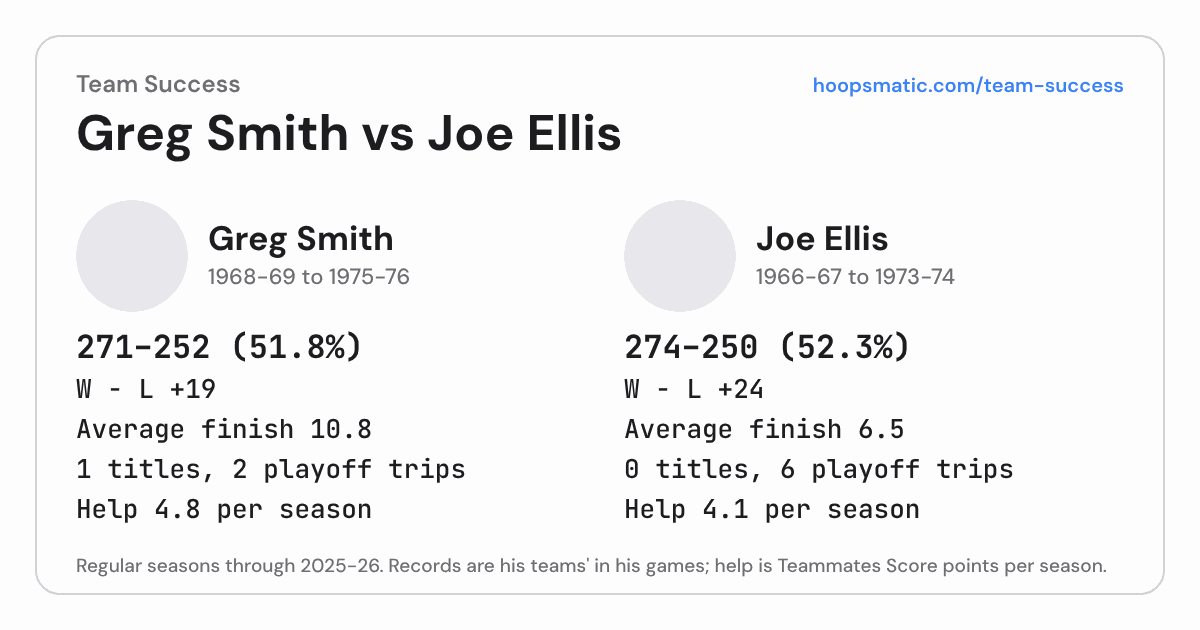 Team Success
hoopsmatic.com/team-success
Greg Smith vs Joe Ellis
Greg Smith
1968-69 to 1975-76
271-252 (51.8%)
W - L +19
Average finish 10.8
1 titles, 2 playoff trips
Help 4.8 per season
Joe Ellis
1966-67 to 1973-74
274-250 (52.3%)
W - L +24
Average finish 6.5
0 titles, 6 playoff trips
Help 4.1 per season
Regular seasons through 2025-26. Records are his teams' in his games; help is Teammates Score points per season.